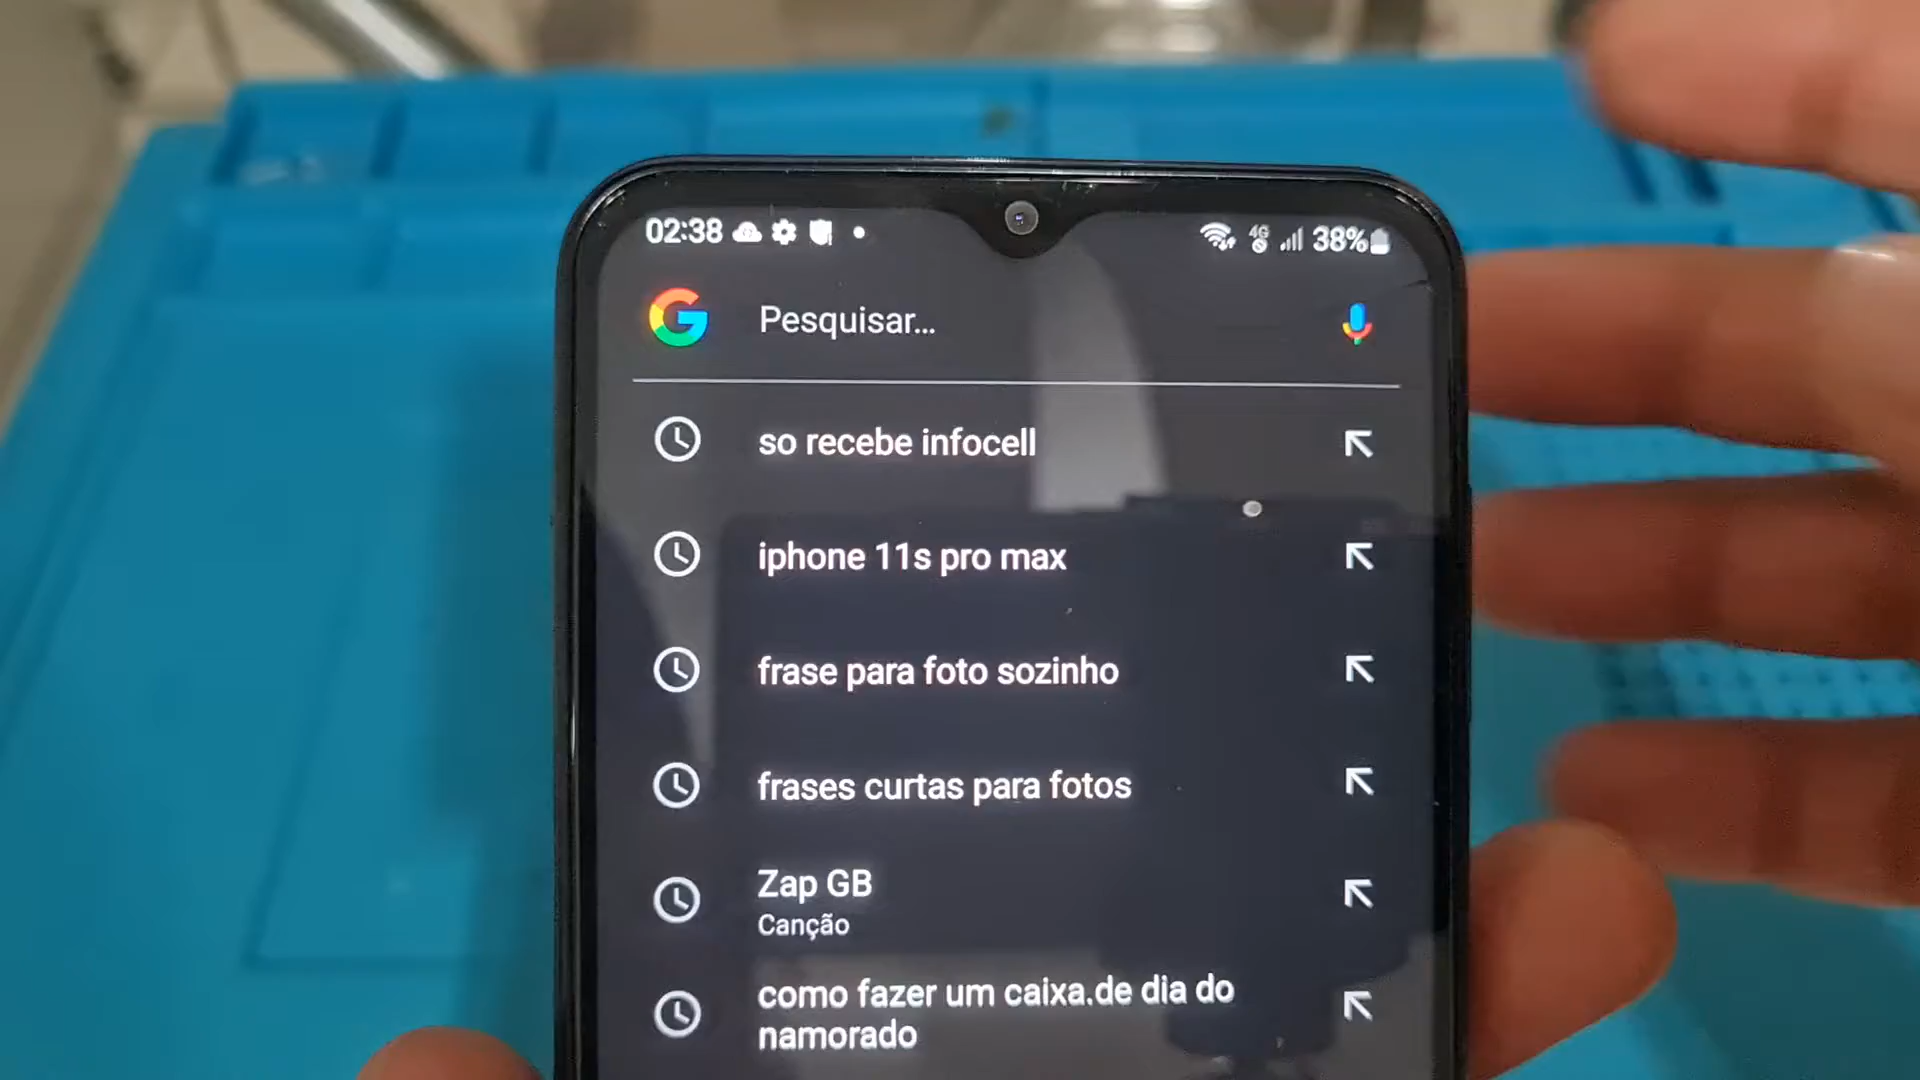 02:38
4G
38%
Pesquisar...
so recebe infocell
iphone 11s pro max
frase para foto sozinho
frases curtas para fotos
Zap GB
Canção
como fazer um caixa.de dia do
namorado